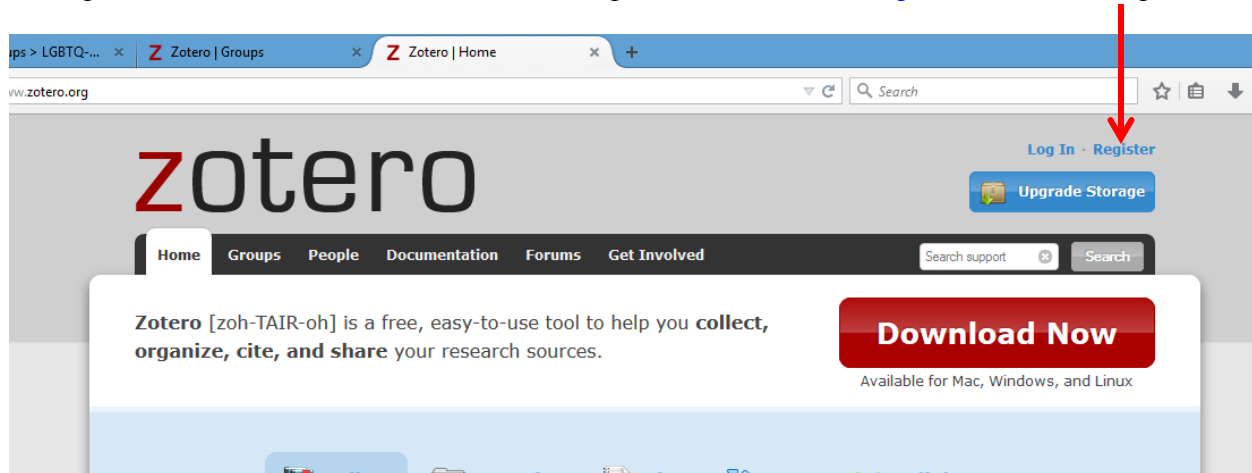 ups > LGBTQ-... × Z Zotero | Groups × Z Zotero | Home × +
ww.zotero.org Search
zotero
Log In · Register
Upgrade Storage
Home Groups People Documentation Forums Get Involved Search support Search
Zotero [zoh-TAIR-oh] is a free, easy-to-use tool to help you collect,
organize, cite, and share your research sources.
Download Now
Available for Mac, Windows, and Linux